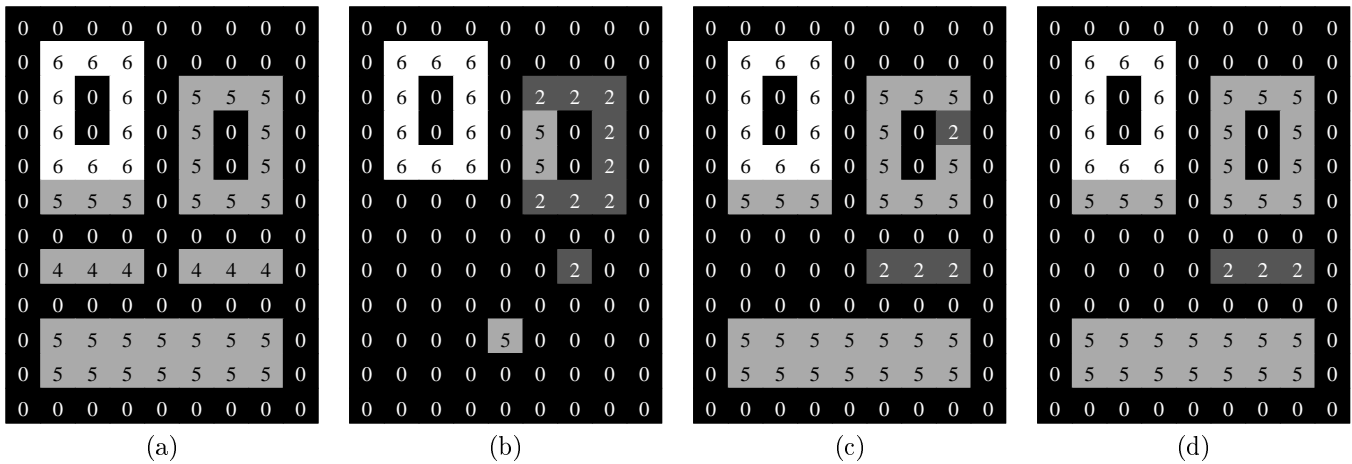 0 0 0 0 0 0 0 0 0 0 0 0 0 0 0 0 0 0 0 0 0 0 0 0 0 0 0 0 0 0 0 0 0 0 0 0
0 6 6 6 0 0 0 0 0 0 6 6 6 0 0 0 0 0 0 6 6 6 0 0 0 0 0 0 6 6 6 0 0 0 0 0
0 6 0 6 0 5 5 5 0 0 6 0 6 0 2 2 2 0 0 6 0 6 0 5 5 5 0 0 6 0 6 0 5 5 5 0
0 6 0 6 0 5 0 5 0 0 6 0 6 0 5 0 2 0 0 6 0 6 0 5 0 2 0 0 6 0 6 0 5 0 5 0
0 6 6 6 0 5 0 5 0 0 6 6 6 0 5 0 2 0 0 6 6 6 0 5 0 5 0 0 6 6 6 0 5 0 5 0
0 5 5 5 0 5 5 5 0 0 0 0 0 0 2 2 2 0 0 5 5 5 0 5 5 5 0 0 5 5 5 0 5 5 5 0
0 0 0 0 0 0 0 0 0 0 0 0 0 0 0 0 0 0 0 0 0 0 0 0 0 0 0 0 0 0 0 0 0 0 0 0
0 4 4 4 0 4 4 4 0 0 0 0 0 0 0 2 0 0 0 0 0 0 0 2 2 2 0 0 0 0 0 0 2 2 2 0
0 0 0 0 0 0 0 0 0 0 0 0 0 0 0 0 0 0 0 0 0 0 0 0 0 0 0 0 0 0 0 0 0 0 0 0
0 5 5 5 5 5 5 5 0 0 0 0 0 5 0 0 0 0 0 5 5 5 5 5 5 5 0 0 5 5 5 5 5 5 5 0
0 5 5 5 5 5 5 5 0 0 0 0 0 0 0 0 0 0 0 5 5 5 5 5 5 5 0 0 5 5 5 5 5 5 5 0
0 0 0 0 0 0 0 0 0 0 0 0 0 0 0 0 0 0 0 0 0 0 0 0 0 0 0 0 0 0 0 0 0 0 0 0
(a) (b) (c) (d)